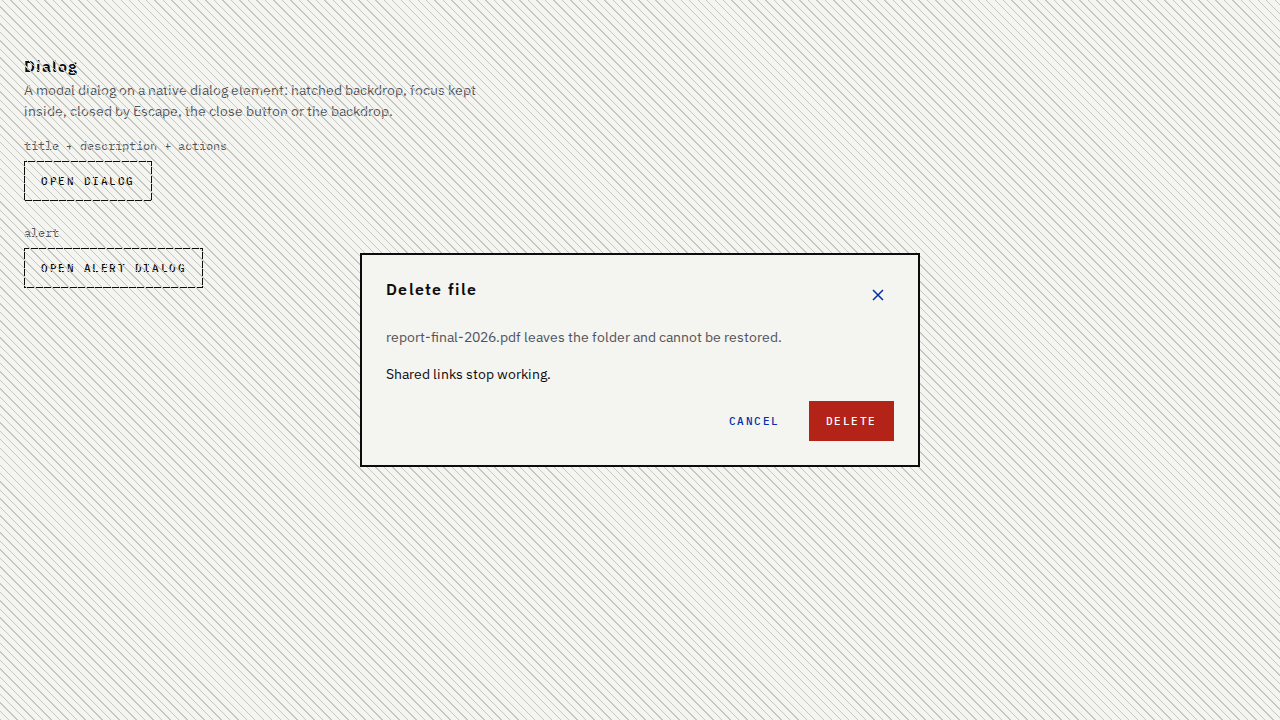 Dialog
A modal dialog on a native dialog element: hatched backdrop, focus kept
inside, closed by Escape, the close button or the backdrop.
title + description + actions
OPEN DIALOG
alert
OPEN ALERT DIALOG
Delete file
report-final-2026.pdf leaves the folder and cannot be restored.
Shared links stop working.
CANCEL DELETE